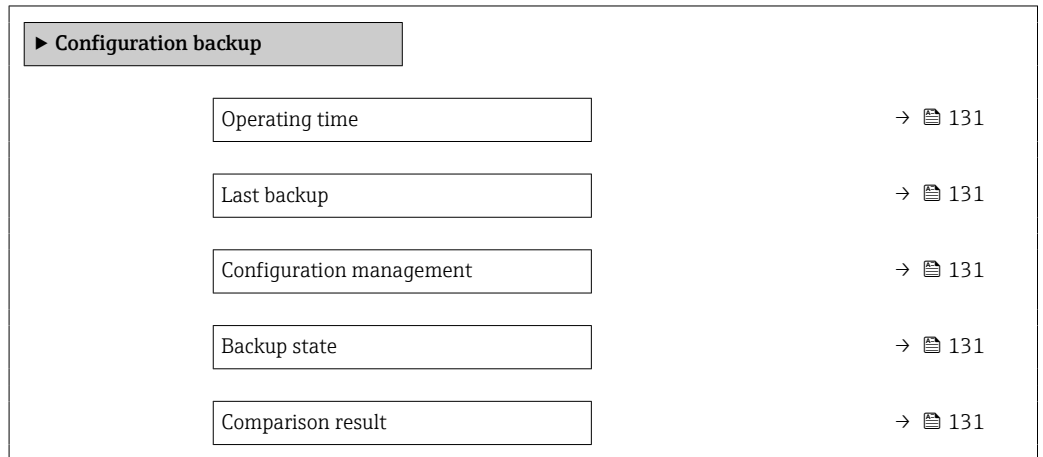 ▶ Configuration backup
Operating time → 131
Last backup → 131
Configuration management → 131
Backup state → 131
Comparison result → 131